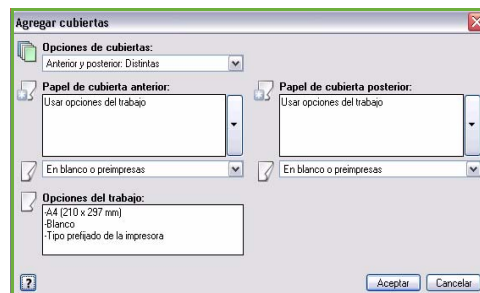 Agregar cubiertas
Opciones de cubiertas:
Anterior y posterior: Distintas
Papel de cubierta anterior:
Usar opciones del trabajo
En blanco o preimpresas
Papel de cubierta posterior:
Usar opciones del trabajo
En blanco o preimpresas
Opciones del trabajo:
-A4 (210 x 297 mm)
-Blanco
-Tipo prefijado de la impresora
?
Aceptar
Cancelar